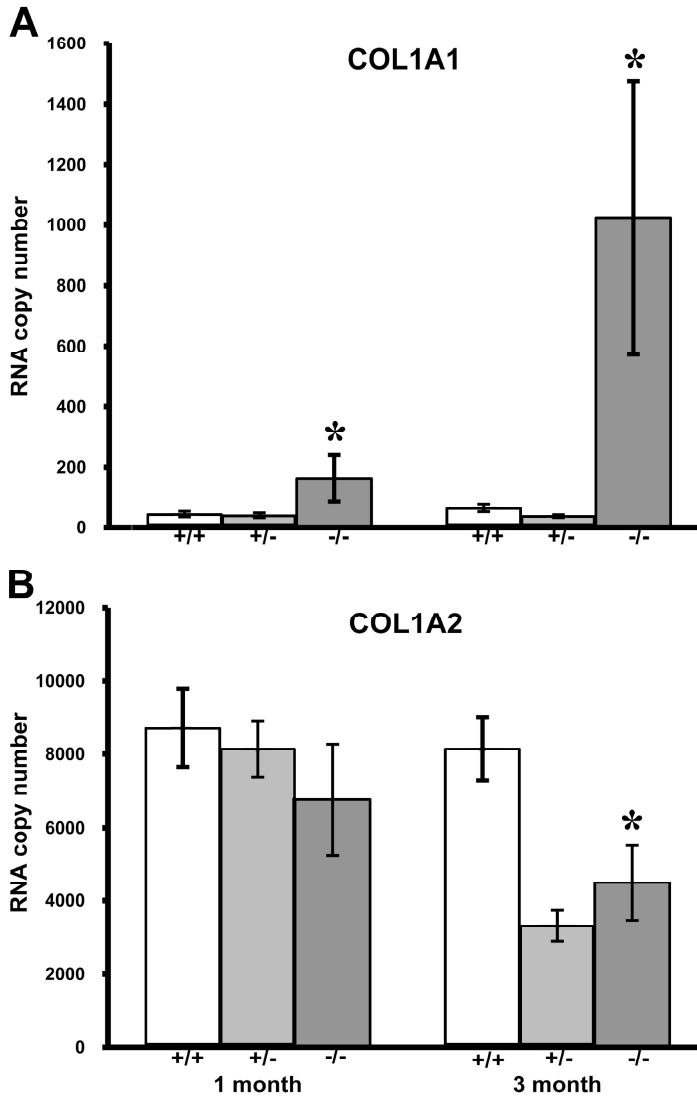 A
COL1A1
RNA copy number
1600
1400
1200
1000
800
600
400
200
0
*
*
+/+ +/- -/- +/+ +/- -/-
B
COL1A2
RNA copy number
12000
10000
8000
6000
4000
2000
0
*
+/+ +/- -/- +/+ +/- -/-
1 month 3 month